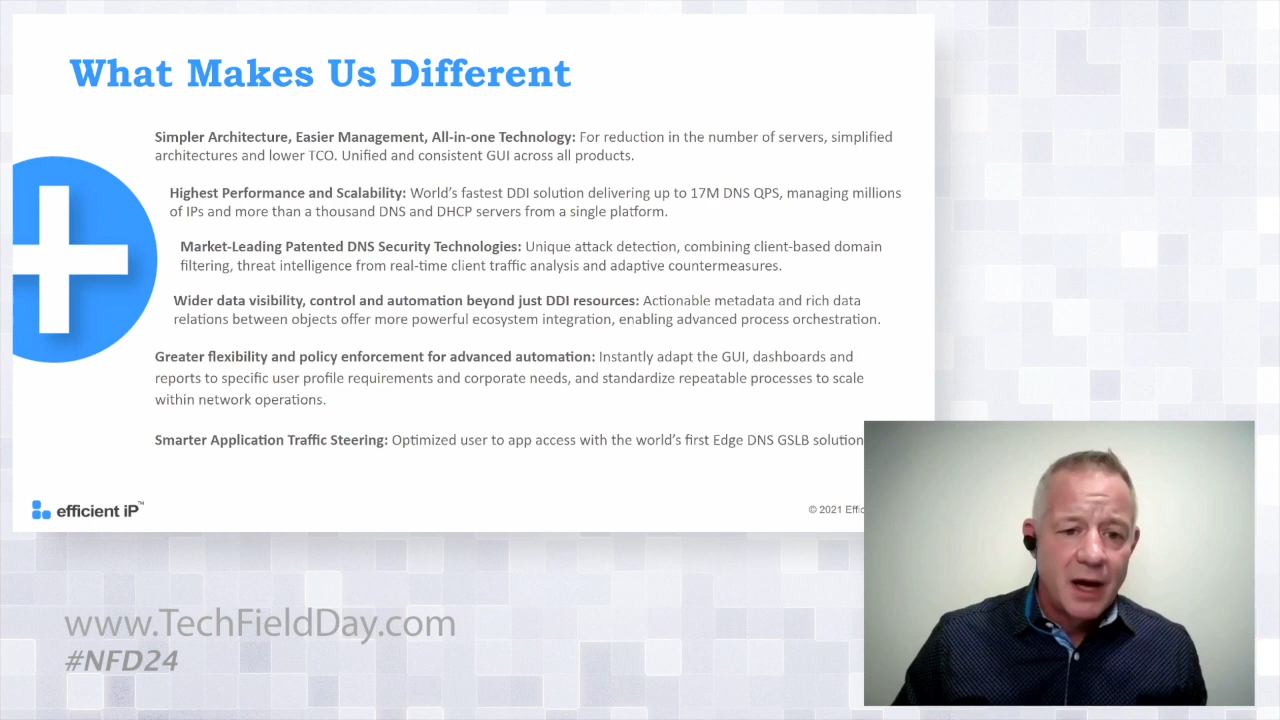 What Makes Us Different
Simpler Architecture, Easier Management, All-in-one Technology: For reduction in the number of servers, simplified
architectures and lower TCO. Unified and consistent GUI across all products.
Highest Performance and Scalability: World's fastest DDI solution delivering up to 17M DNS QPS, managing millions
of IPs and more than a thousand DNS and DHCP servers from a single platform.
Market-Leading Patented DNS Security Technologies: Unique attack detection, combining client-based domain
filtering, threat intelligence from real-time client traffic analysis and adaptive countermeasures.
Wider data visibility, control and automation beyond just DDI resources: Actionable metadata and rich data
relations between objects offer more powerful ecosystem integration, enabling advanced process orchestration.
Greater flexibility and policy enforcement for advanced automation: Instantly adapt the GUI, dashboards and
reports to specific user profile requirements and corporate needs, and standardize repeatable processes to scale
within network operations.
Smarter Application Traffic Steering: Optimized user to app access with the world's first Edge DNS GSLB solution
efficient iP™
© 2021
www.TechFieldDay.com
#NFD24